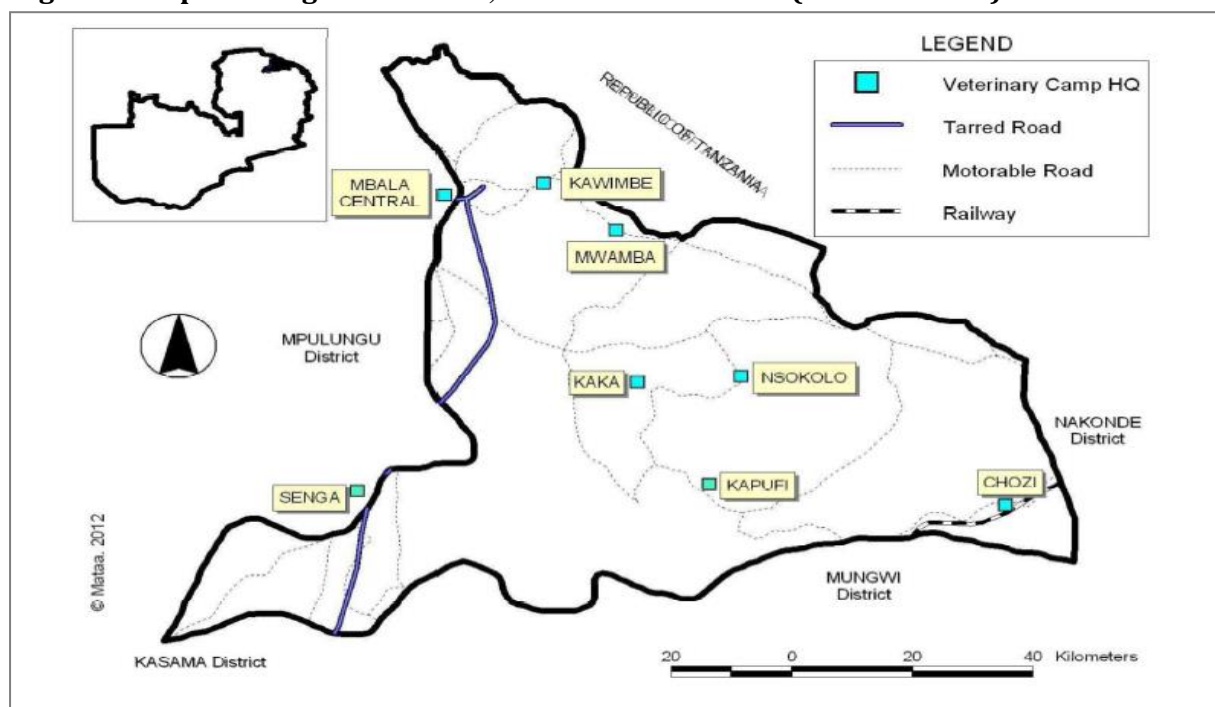 LEGEND
Veterinary Camp HQ
Tarred Road
Motorable Road
Railway
REPUBLIC OF TANZANIA
MBALA
CENTRAL
KAWIMBE
MWAMBA
MPULUNGU
District
KAKA
NSOKOLO
NAKONDE
District
SENGA
KAPUFI
CHOZI
MUNGWI
District
KASAMA District
© Mataa. 2012
20 0 20 40 Kilometers